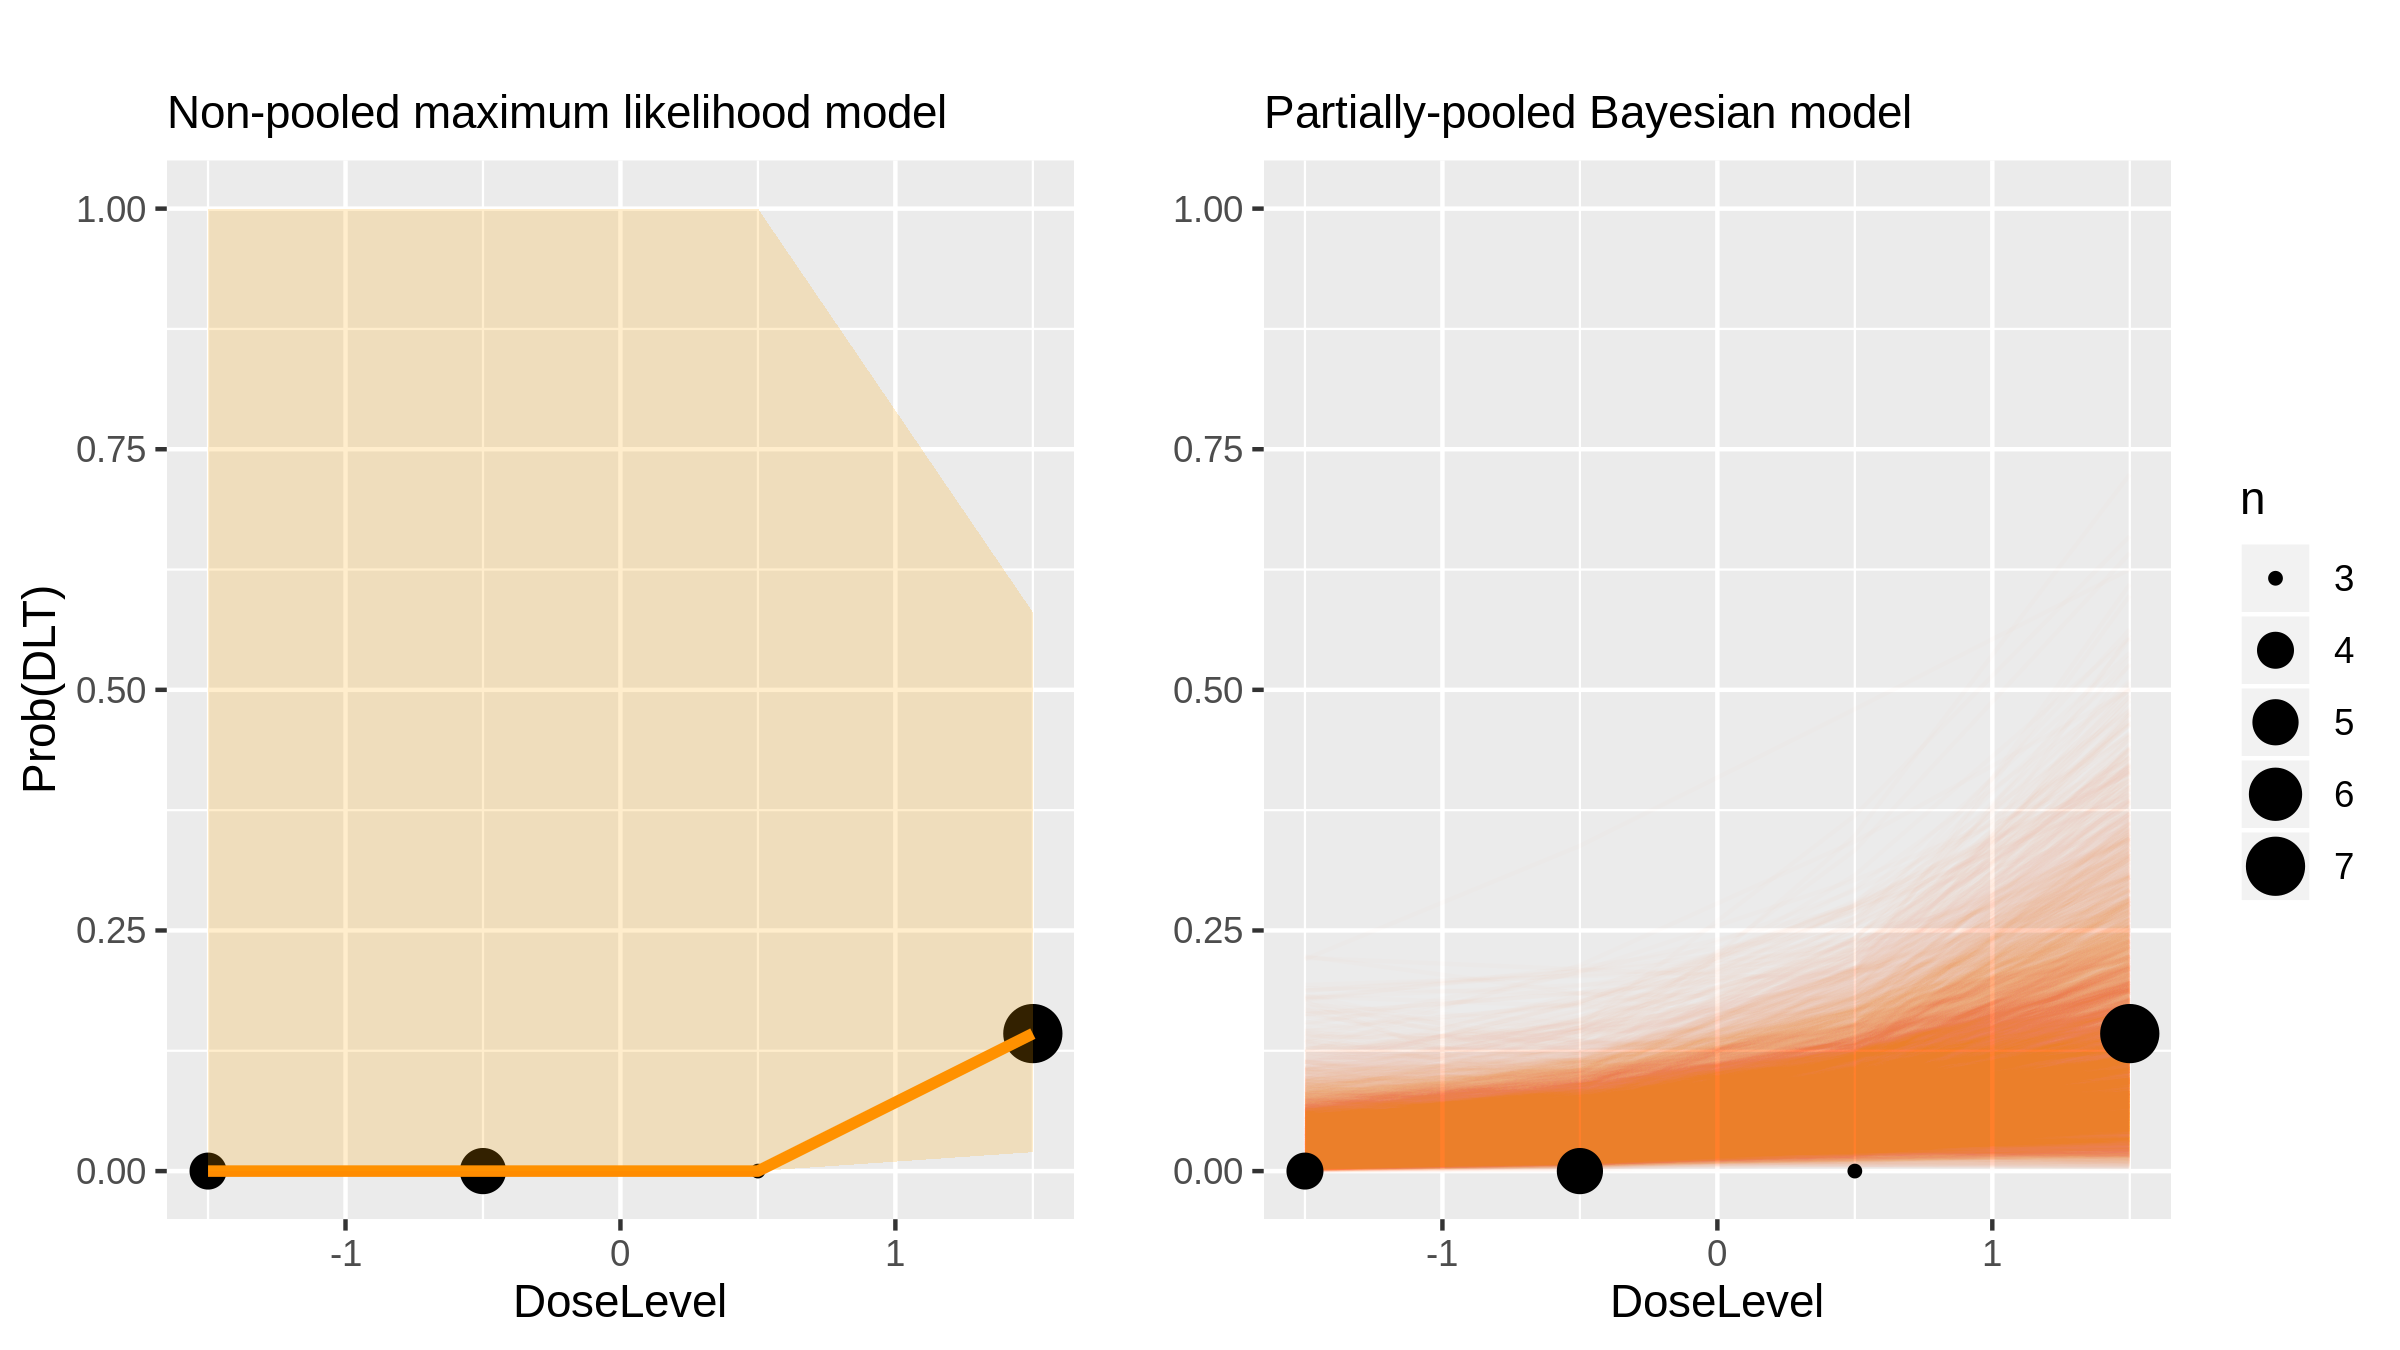 Non-pooled maximum likelihood model
Prob(DLT)
1.00
0.75
0.50
0.25
0.00
-1 0 1
DoseLevel
Partially-pooled Bayesian model
1.00
0.75
0.50
0.25
0.00
-1 0 1
DoseLevel
n
3
4
5
6
7